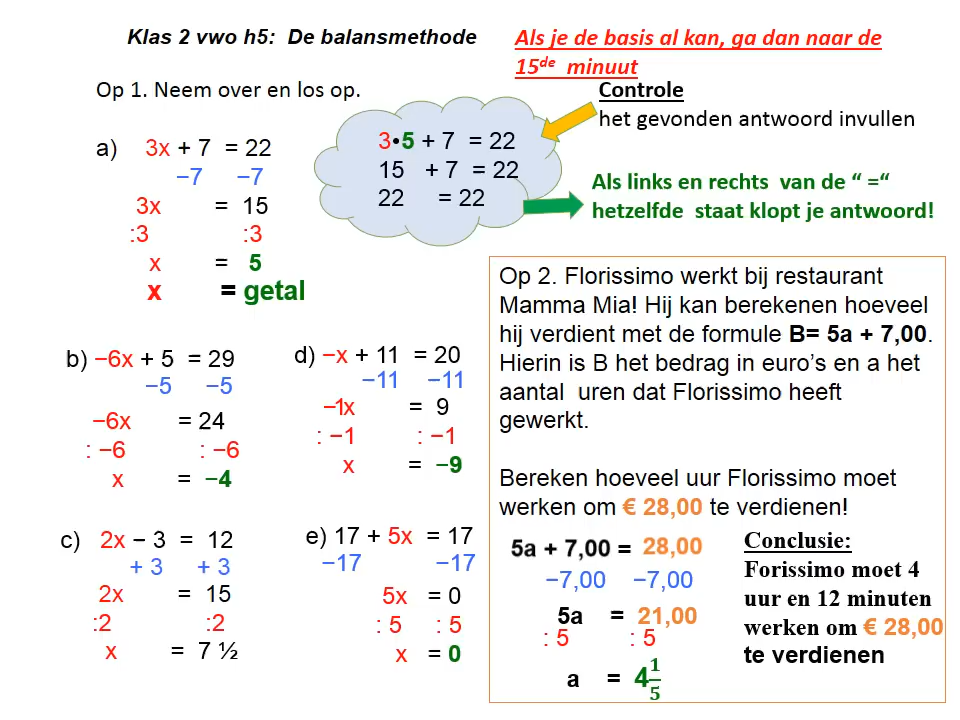 Klas 2 vwo h5: De balansmethode
Als je de basis al kan, ga dan naar de
15de minuut
Op 1. Neem over en los op.
Controle
het gevonden antwoord invullen
a) 3x + 7 = 22
−7 −7
3x = 15
:3 :3
x = 5
x = getal
3•5 + 7 = 22
15 + 7 = 22
22 = 22
Als links en rechts van de “ =“
hetzelfde staat klopt je antwoord!
b) −6x + 5 = 29
−5 −5
−6x = 24
: −6 : −6
x = −4
d) −x + 11 = 20
−11 −11
−1x = 9
: −1 : −1
x = −9
c) 2x − 3 = 12
+ 3 + 3
2x = 15
:2 :2
x = 7 ½
e) 17 + 5x = 17
−17 −17
5x = 0
: 5 : 5
x = 0
Op 2. Florissimo werkt bij restaurant
Mamma Mia! Hij kan berekenen hoeveel
hij verdient met de formule B= 5a + 7,00.
Hierin is B het bedrag in euro’s en a het
aantal uren dat Florissimo heeft
gewerkt.
Bereken hoeveel uur Florissimo moet
werken om € 28,00 te verdienen!
5a + 7,00 = 28,00
−7,00 −7,00
5a = 21,00
: 5 : 5
a = 4 1/5
Conclusie:
Forissimo moet 4
uur en 12 minuten
werken om € 28,00
te verdienen